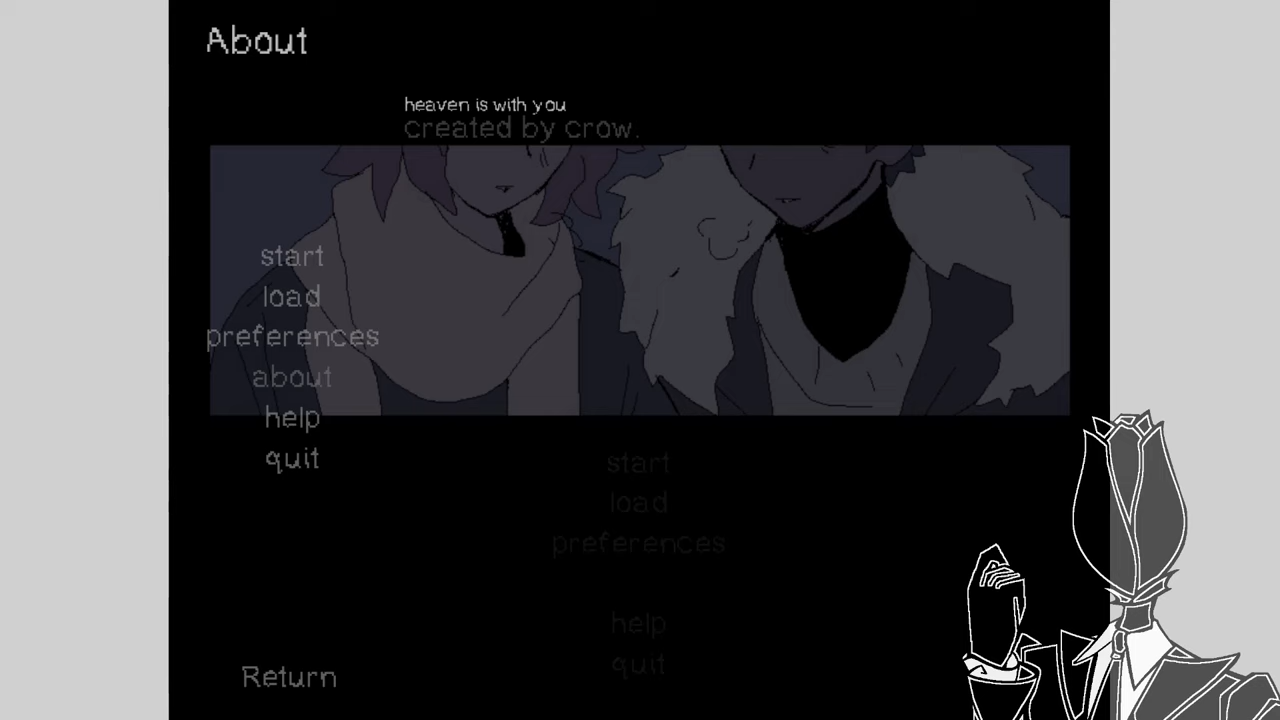 About
heaven is with you
created by crow.
start
load
preferences
about
help
quit
start
load
preferences
help
quit
Return